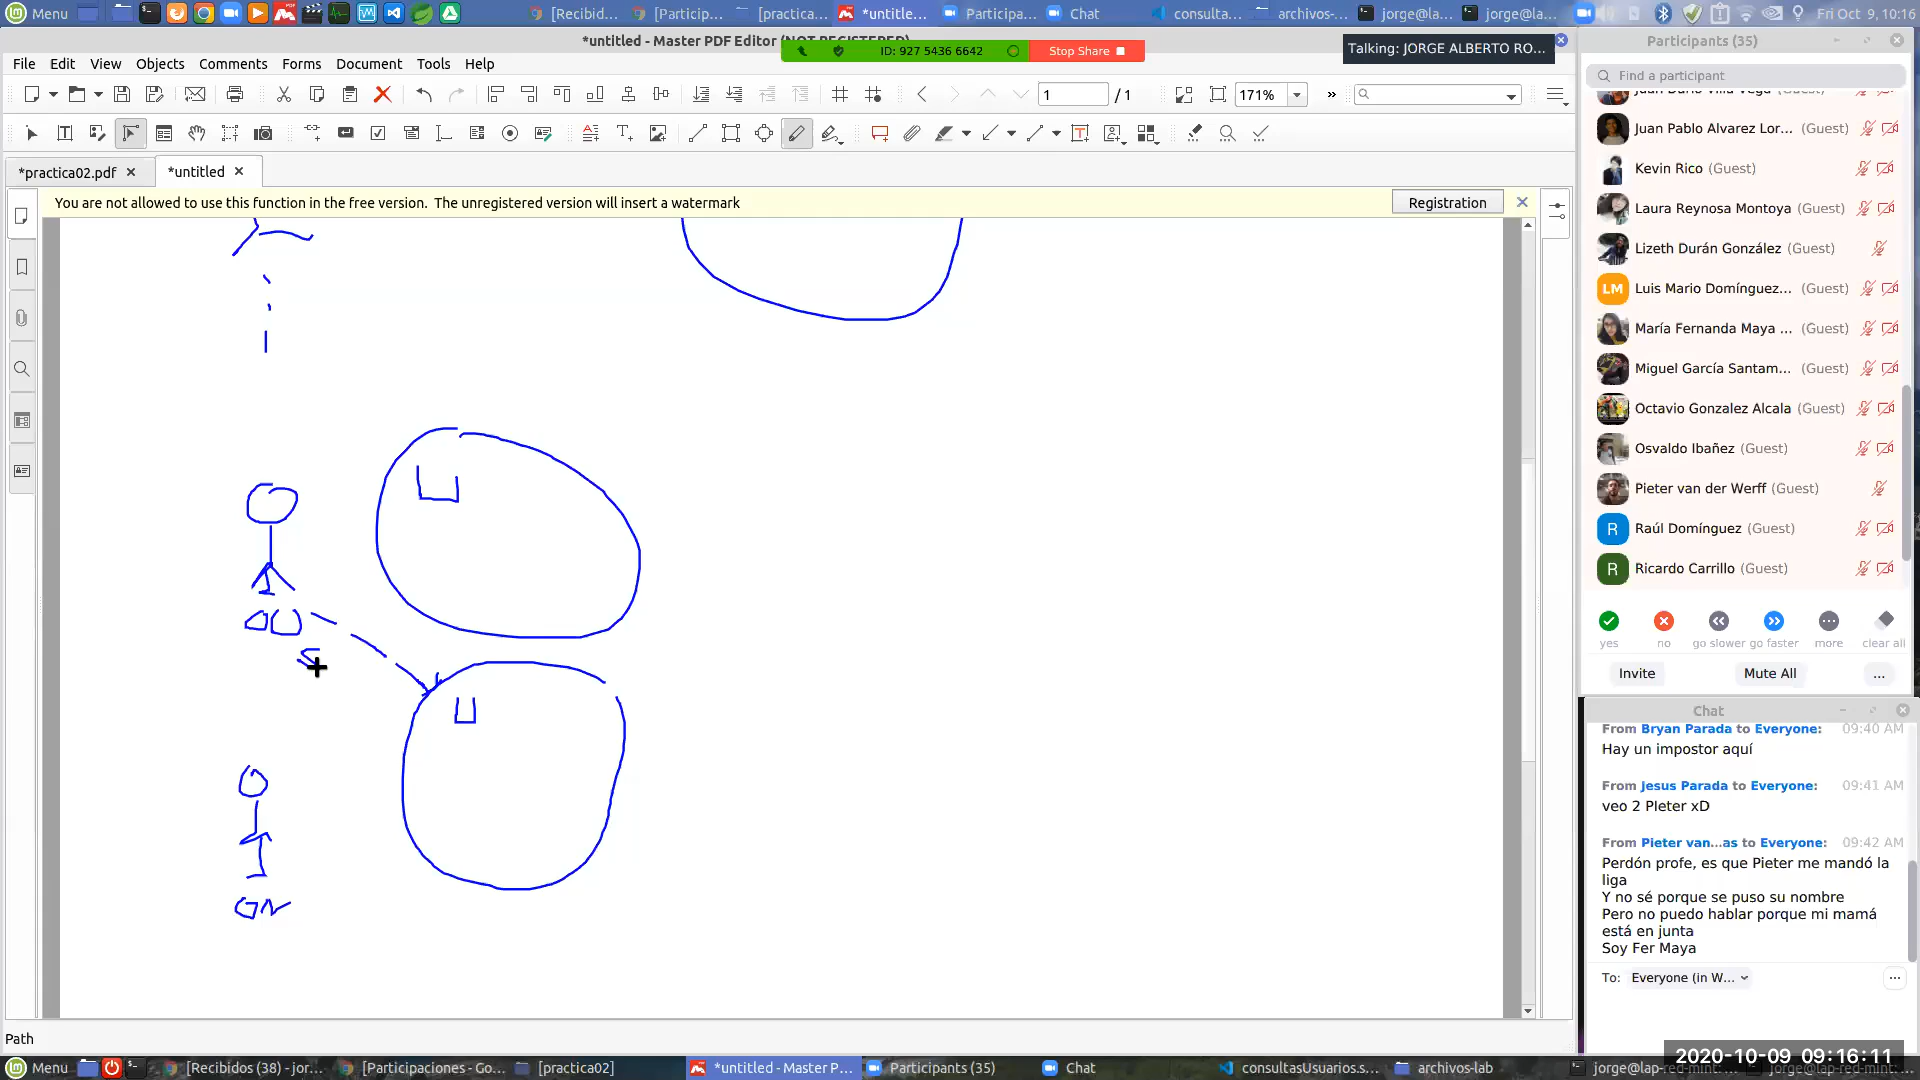 Menu
[Recibid...
[Particip...
[practica...
*untitle...
Participa...
Chat
consulta...
archivos-...
jorge@la...
jorge@la...
Fri Oct 9, 10:16
*untitled - Master PDF Editor (NOT REGISTERED)
ID: 927 5436 6642
Stop Share
Talking: JORGE ALBERTO RO...
Participants (35)
File Edit View Objects Comments Forms Document Tools Help
Find a participant
1 / 1
171%
Juan Pablo Alvarez Lor... (Guest)
Kevin Rico (Guest)
*practica02.pdf
*untitled
You are not allowed to use this function in the free version. The unregistered version will insert a watermark
Registration
Laura Reynosa Montoya (Guest)
Lizeth Durán González (Guest)
LM
Luis Mario Domínguez... (Guest)
María Fernanda Maya ... (Guest)
Miguel García Santam... (Guest)
Octavio Gonzalez Alcala (Guest)
Osvaldo Ibañez (Guest)
Pieter van der Werff (Guest)
R
Raúl Domínguez (Guest)
R
Ricardo Carrillo (Guest)
yes no go slower go faster more clear all
Invite Mute All ...
Chat
From Bryan Parada to Everyone: 09:40 AM
Hay un impostor aquí
From Jesus Parada to Everyone: 09:41 AM
veo 2 PIeter xD
From Pieter van...as to Everyone: 09:42 AM
Perdón profe, es que Pieter me mandó la
liga
Y no sé porque se puso su nombre
Pero no puedo hablar porque mi mamá
está en junta
Soy Fer Maya
To: Everyone (in W...
Path
2020-10-09 09:16:11
Menu
[Recibidos (38) - jor...
[Participaciones - Go...
[practica02]
*untitled - Master P...
Participants (35)
Chat
consultasUsuarios.s...
archivos-lab
jorge@lap-red-mint: ...
jorge@lap-red-mint: ...